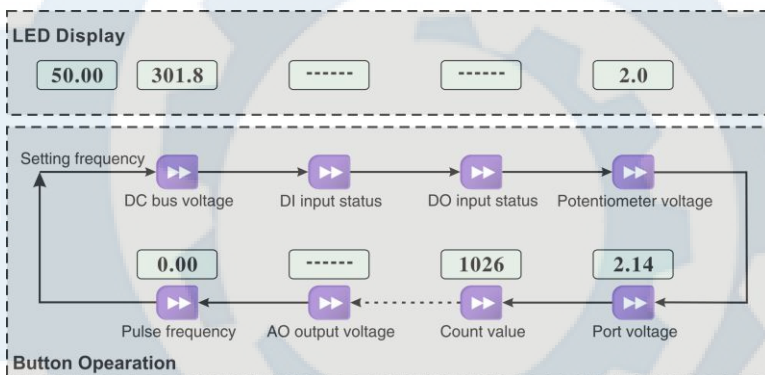 LED Display
50.00 301.8 ------ ------ 2.0
Setting frequency
DC bus voltage DI input status DO input status Potentiometer voltage
0.00 ------ 1026 2.14
Pulse frequency AO output voltage Count value Port voltage
Button Opearation